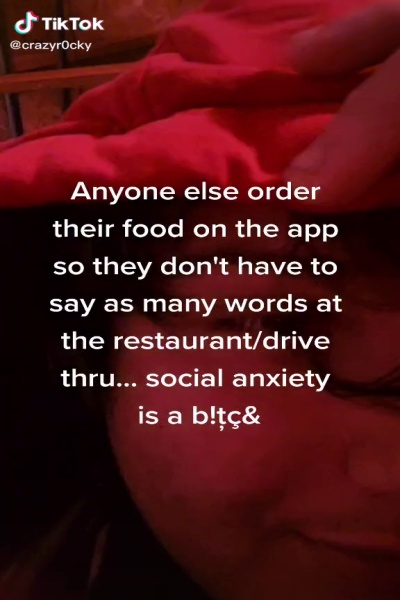 TikTok
@crazyr0cky
Anyone else order
their food on the app
so they don't have to
say as many words at
the restaurant/drive
thru... social anxiety
is a b!țç&